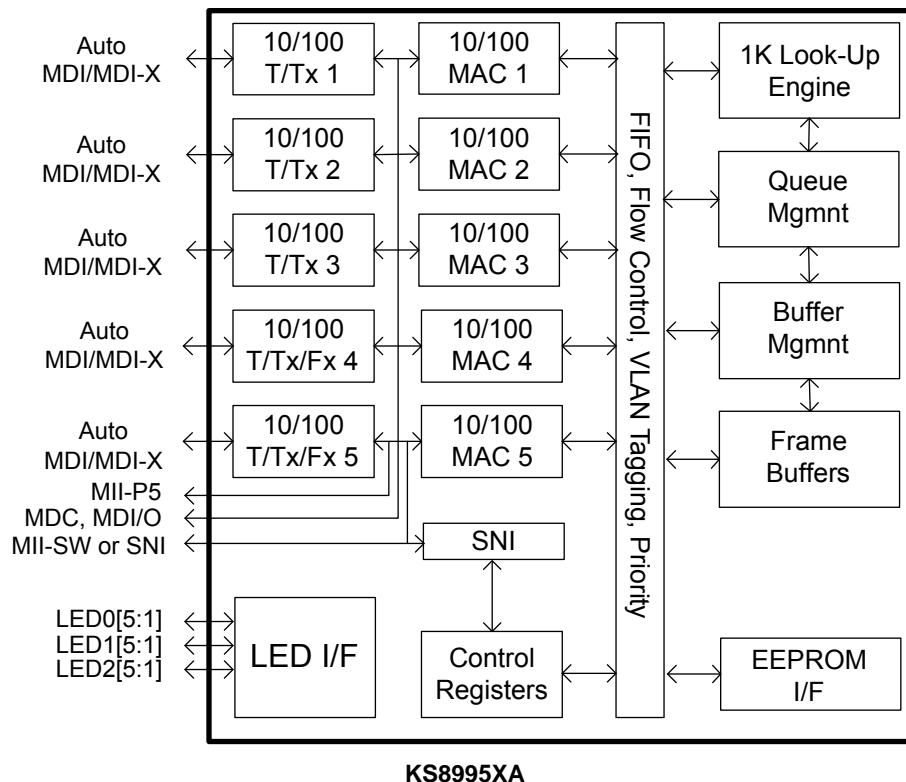 Auto
MDI/MDI-X
10/100
T/Tx 1
10/100
MAC 1
1K Look-Up
Engine
Auto
MDI/MDI-X
10/100
T/Tx 2
10/100
MAC 2
Queue
Mgmnt
Auto
MDI/MDI-X
10/100
T/Tx 3
10/100
MAC 3
FIFO, Flow Control, VLAN Tagging, Priority
Auto
MDI/MDI-X
10/100
T/Tx/Fx 4
10/100
MAC 4
Buffer
Mgmnt
Auto
MDI/MDI-X
10/100
T/Tx/Fx 5
10/100
MAC 5
Frame
Buffers
MII-P5
MDC, MDI/O
MII-SW or SNI
SNI
LED0[5:1]
LED1[5:1]
LED2[5:1]
LED I/F
Control
Registers
EEPROM
I/F
KS8995XA